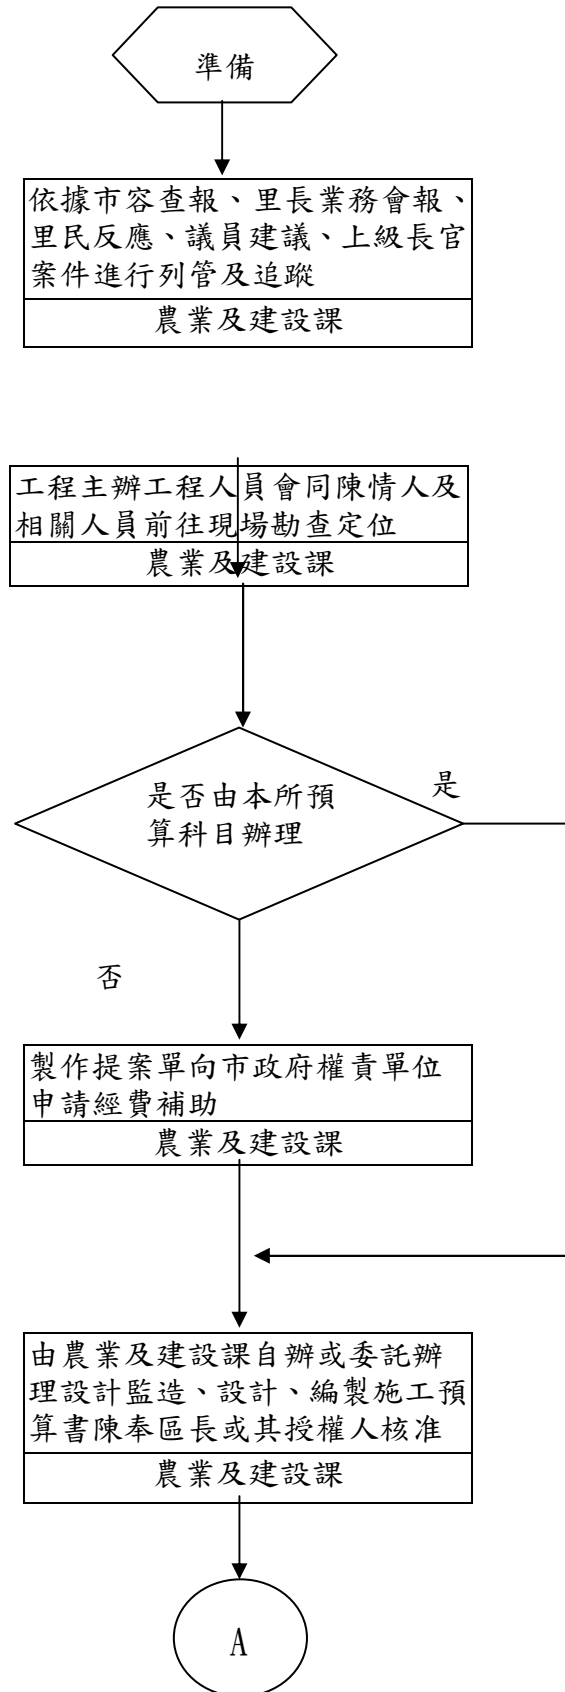 準備
依據市容查報、里長業務會報、
里民反應、議員建議、上級長官
案件進行列管及追蹤
農業及建設課
工程主辦工程人員會同陳情人及
相關人員前往現場勘查定位
農業及建設課
是否由本所預
算科目辦理
是
否
製作提案單向市政府權責單位
申請經費補助
農業及建設課
由農業及建設課自辦或委託辦
理設計監造、設計、編製施工預
算書陳奉區長或其授權人核准
農業及建設課
A